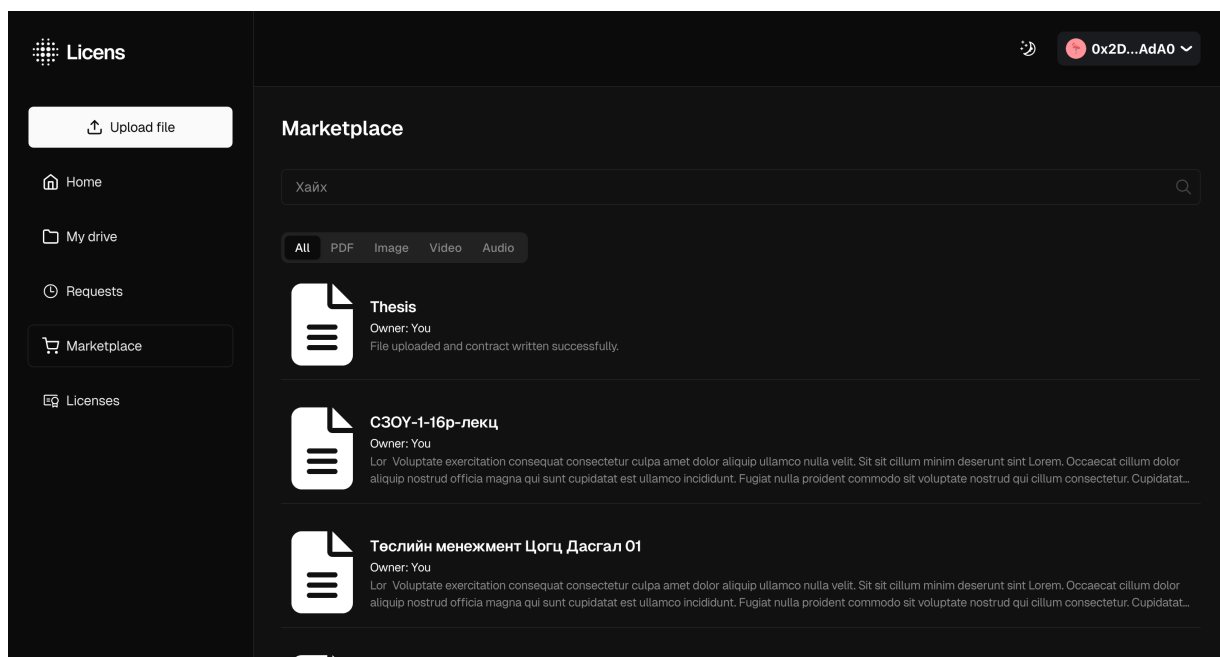 Licens
0x2D...AdA0
Upload file
Home
My drive
Requests
Marketplace
Licenses
Marketplace
Хайх
All PDF Image Video Audio
Thesis
Owner: You
File uploaded and contract written successfully.
СЗОУ-1-16р-лекц
Owner: You
Lor Voluptate exercitation consequat consectetur culpa amet dolor aliquip ullamco nulla velit. Sit sit cillum minim deserunt sint Lorem. Occaecat cillum dolor
aliquip nostrud officia magna qui sunt cupidatat est ullamco incididunt. Fugiat nulla proident commodo sit voluptate nostrud qui cillum consectetur. Cupidatat...
Төслийн менежмент Цогц Дасгал 01
Owner: You
Lor Voluptate exercitation consequat consectetur culpa amet dolor aliquip ullamco nulla velit. Sit sit cillum minim deserunt sint Lorem. Occaecat cillum dolor
aliquip nostrud officia magna qui sunt cupidatat est ullamco incididunt. Fugiat nulla proident commodo sit voluptate nostrud qui cillum consectetur. Cupidatat...